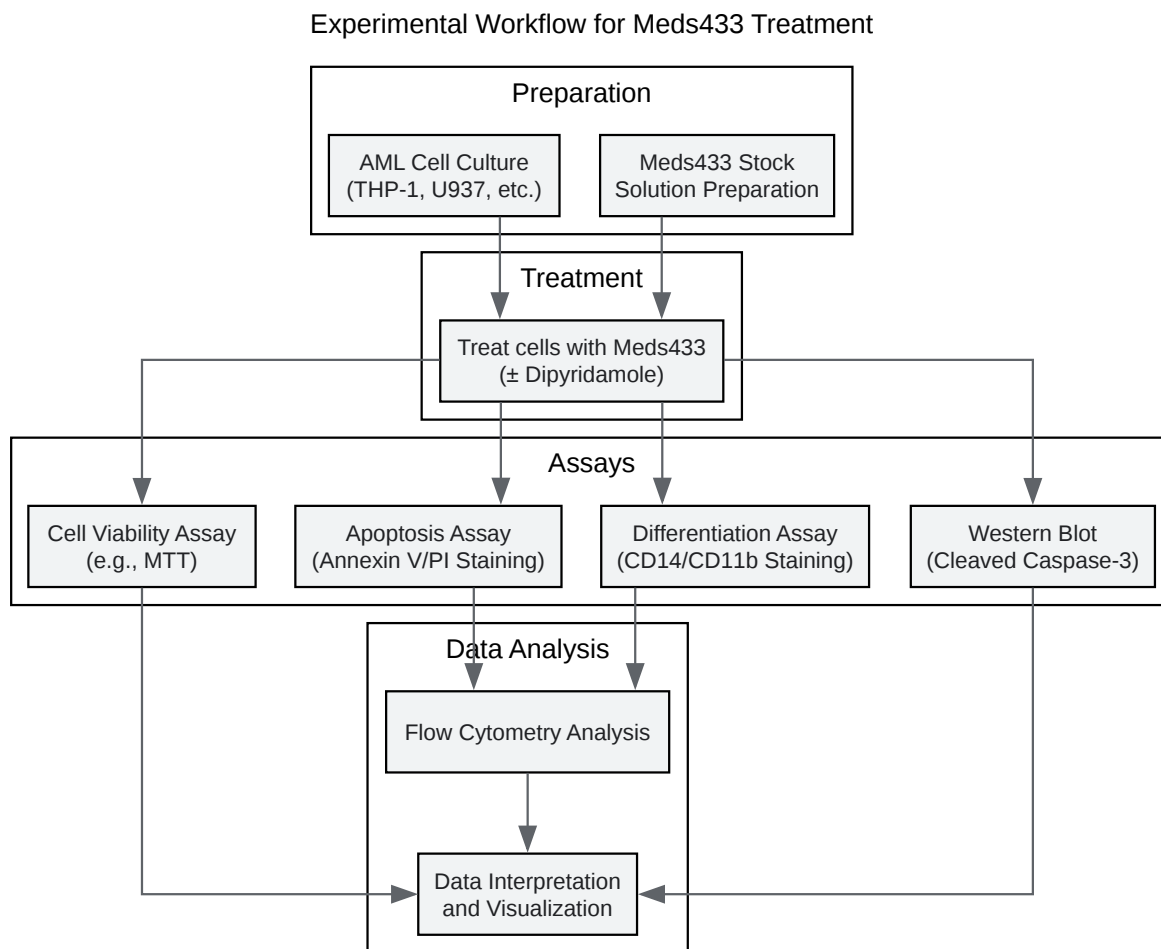 Experimental Workflow for Meds433 Treatment
Preparation
AML Cell Culture
(THP-1, U937, etc.)
Meds433 Stock
Solution Preparation
Treatment
Treat cells with Meds433
(± Dipyridamole)
Assays
Cell Viability Assay
(e.g., MTT)
Apoptosis Assay
(Annexin V/PI Staining)
Differentiation Assay
(CD14/CD11b Staining)
Western Blot
(Cleaved Caspase-3)
Data Analysis
Flow Cytometry Analysis
Data Interpretation
and Visualization